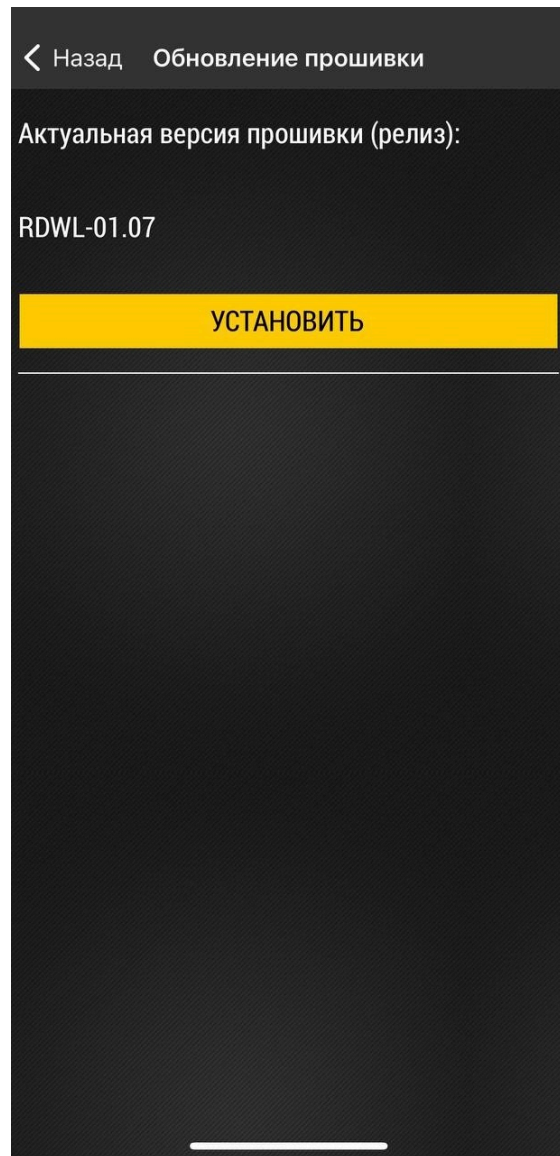 Назад Обновление прошивки
Актуальная версия прошивки (релиз):
RDWL-01.07
УСТАНОВИТЬ